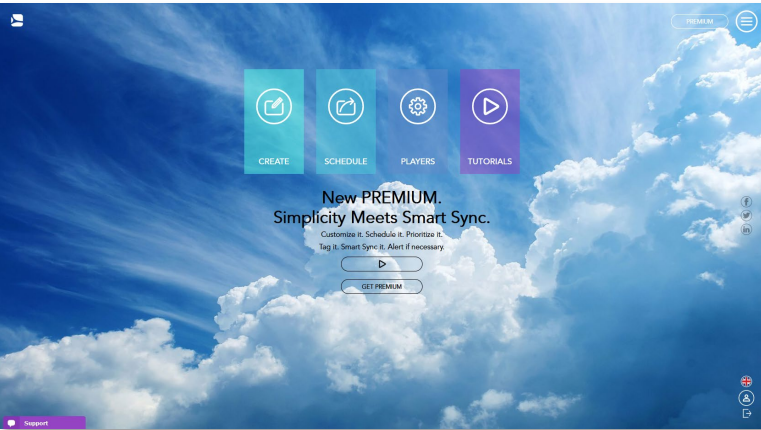 PREMIUM
CREATE
SCHEDULE
PLAYERS
TUTORIALS
New PREMIUM.
Simplicity Meets Smart Sync.
Customize it. Schedule it. Prioritize it.
Tag it. Smart Sync it. Alert if necessary.
GET PREMIUM
Support